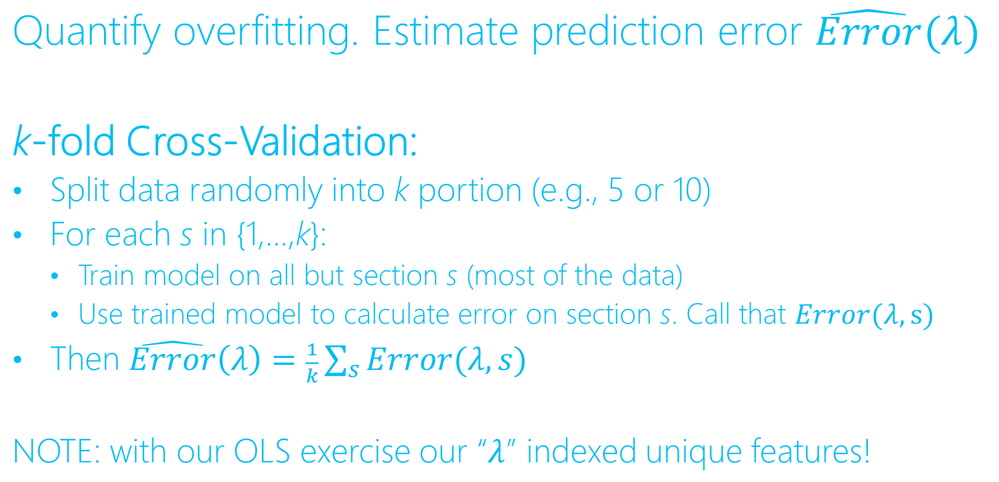 Quantify overfitting. Estimate prediction error $\widehat{Error}(\lambda)$
k-fold Cross-Validation:
• Split data randomly into k portion (e.g., 5 or 10)
• For each s in {1,…,k}:
• Train model on all but section s (most of the data)
• Use trained model to calculate error on section s. Call that $Error(\lambda, s)$
• Then $\widehat{Error}(\lambda) = \frac{1}{k}\sum_s Error(\lambda, s)$
NOTE: with our OLS exercise our “λ” indexed unique features!